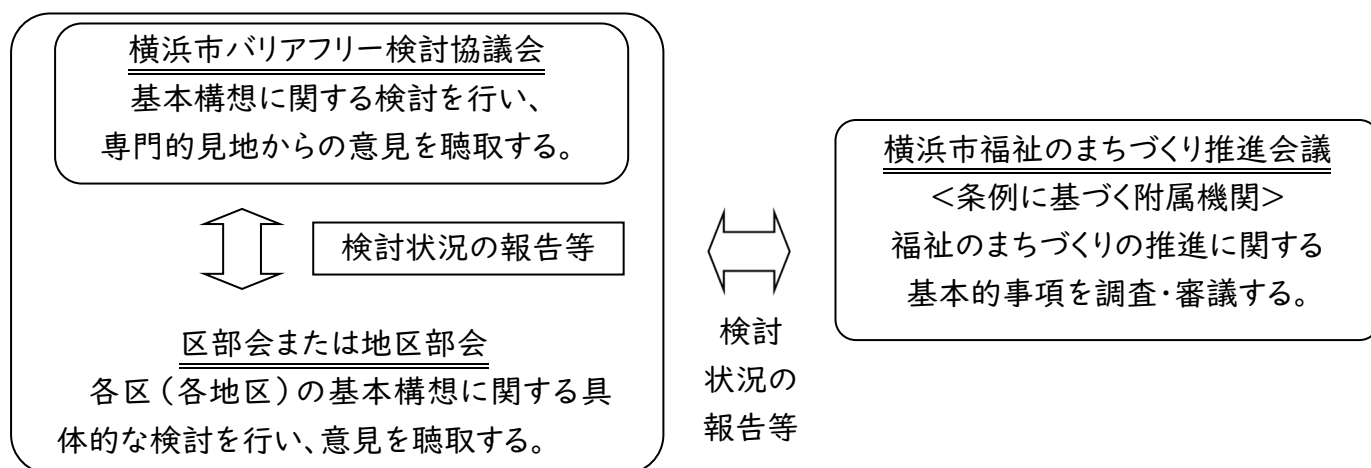 横浜市バリアフリー検討協議会
基本構想に関する検討を行い、
専門的見地からの意見を聴取する。
検討状況の報告等
区部会または地区部会
各区(各地区)の基本構想に関する具
体的な検討を行い、意見を聴取する。
検討
状況の
報告等
横浜市福祉のまちづくり推進会議
<条例に基づく附属機関>
福祉のまちづくりの推進に関する
基本的事項を調査・審議する。